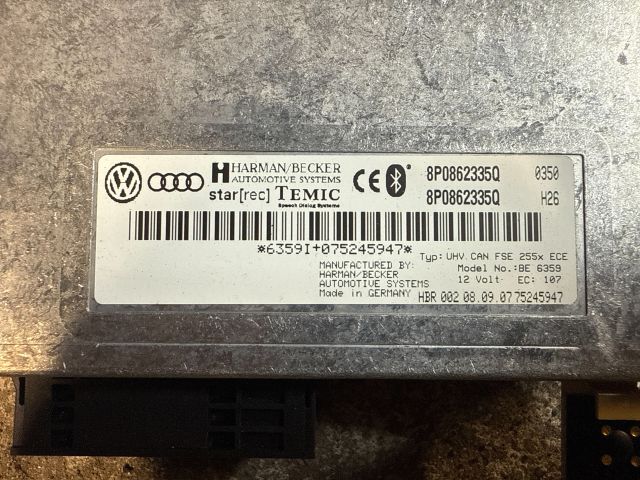 HARMAN/BECKER
AUTOMOTIVE SYSTEMS
star[rec] TEMIC
Speech Dialog Systems
CE
8P0862335Q 0350
8P0862335Q H26
*6359I+075245947*
Typ: UHV. CAN FSE 255x ECE
MANUFACTURED BY: Model No.: BE 6359
HARMAN/BECKER 12 Volt EC: 107
AUTOMOTIVE SYSTEMS
Made in GERMANY HBR 002 08.09.0775245947